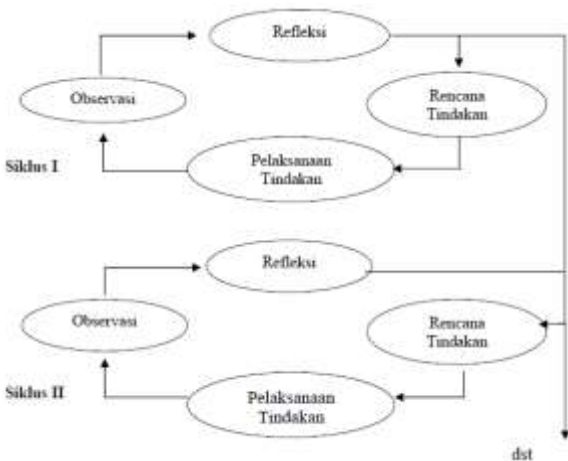 Refleksi
Observasi
Rencana
Tindakan
Siklus I
Pelaksanaan
Tindakan
Refleksi
Observasi
Rencana
Tindakan
Siklus II
Pelaksanaan
Tindakan
dst